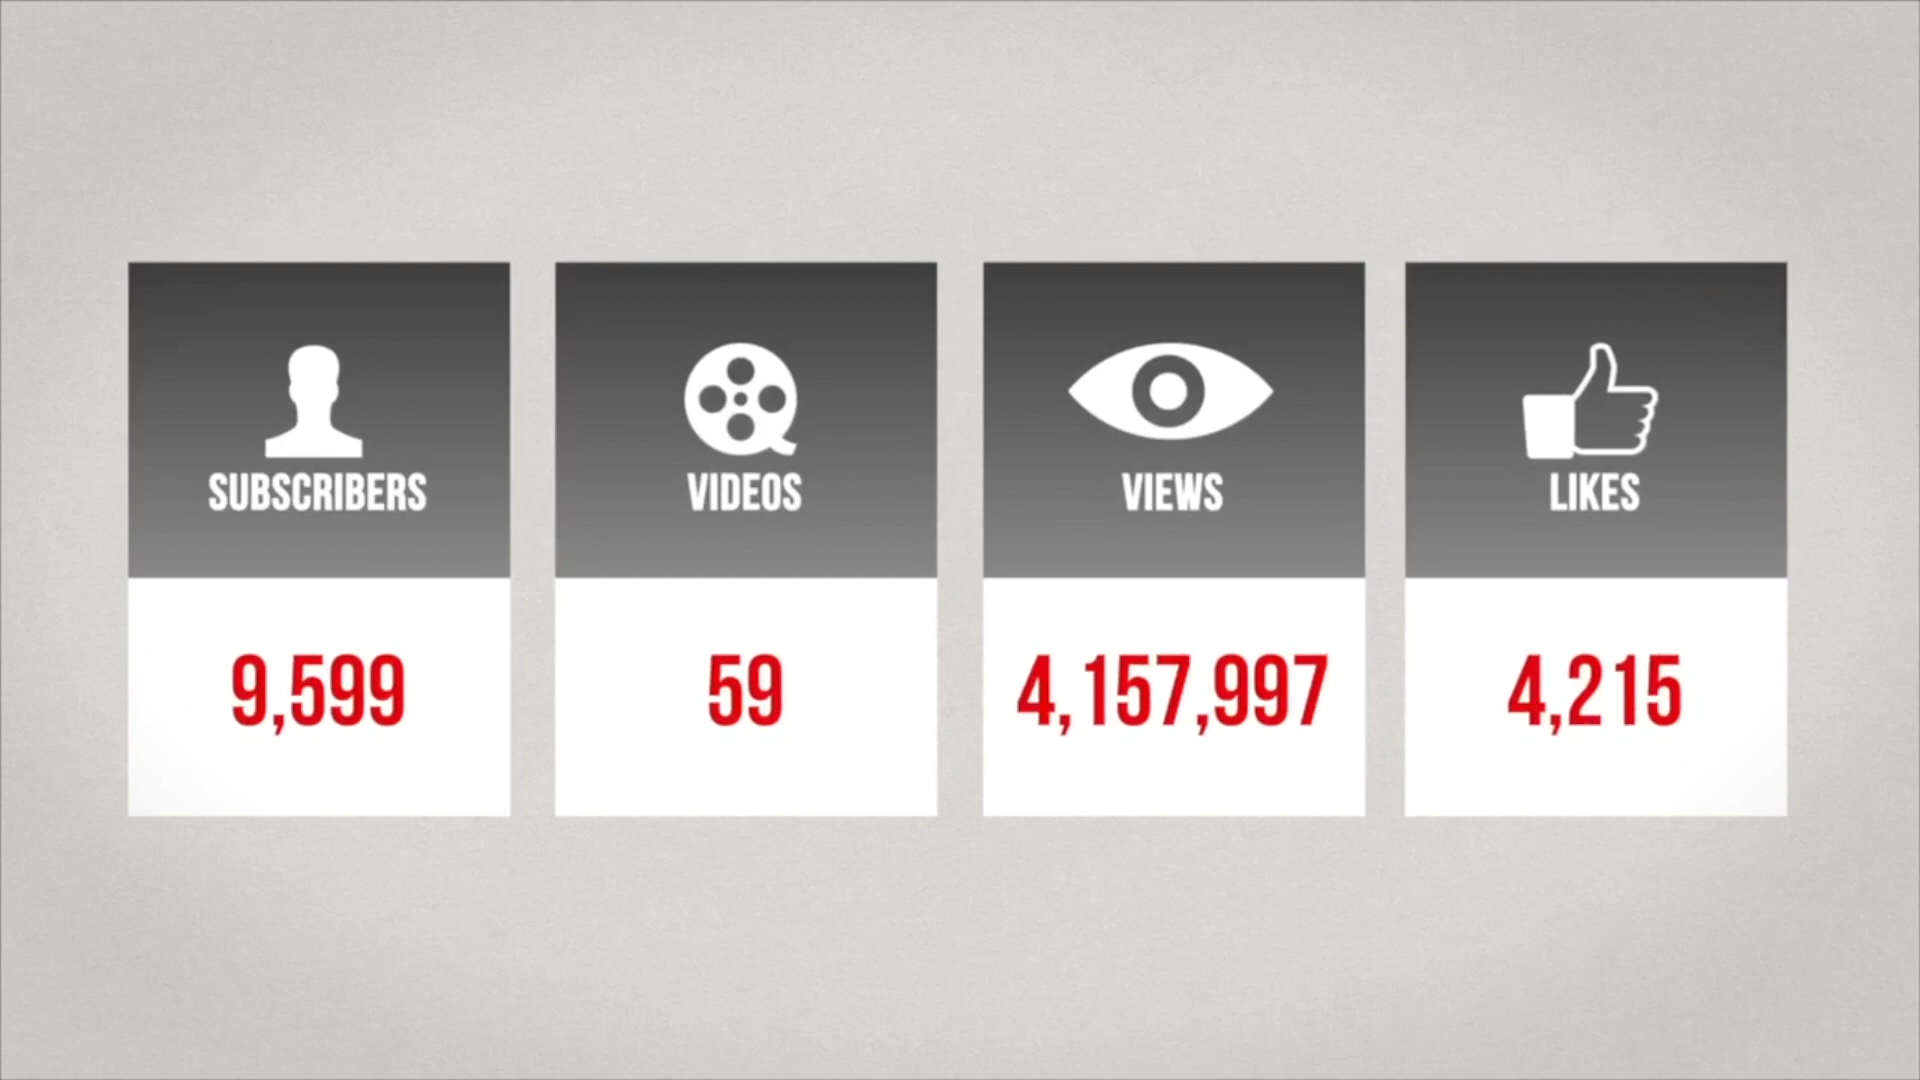 SUBSCRIBERS
9,599
VIDEOS
59
VIEWS
4,157,997
LIKES
4,215